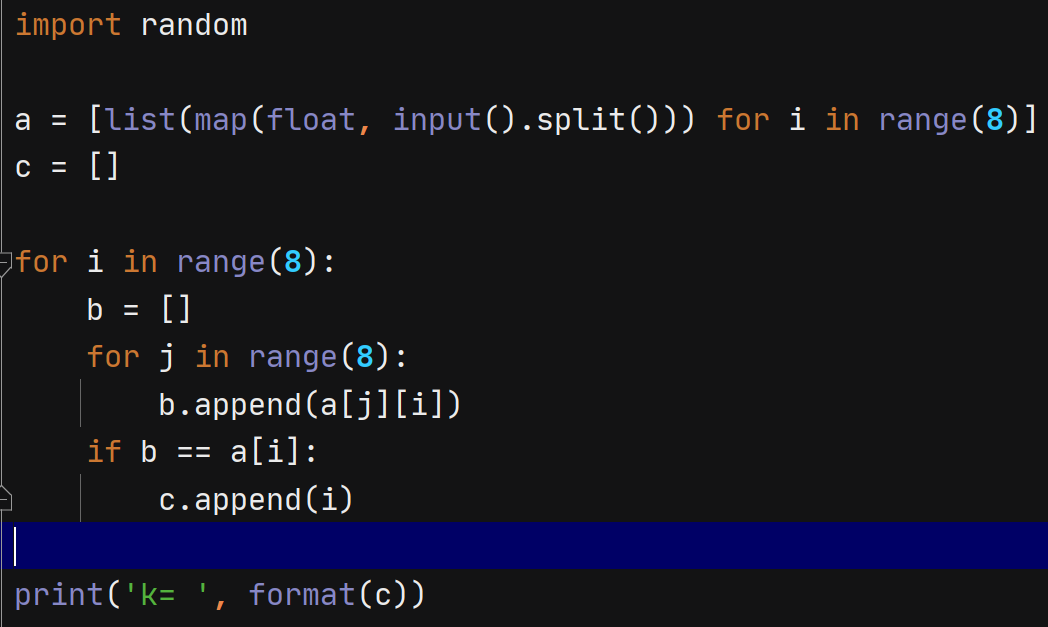 import random
a = [list(map(float, input().split())) for i in range(8)]
c = []
for i in range(8):
    b = []
    for j in range(8):
        b.append(a[j][i])
    if b == a[i]:
        c.append(i)
print('k= ', format(c))